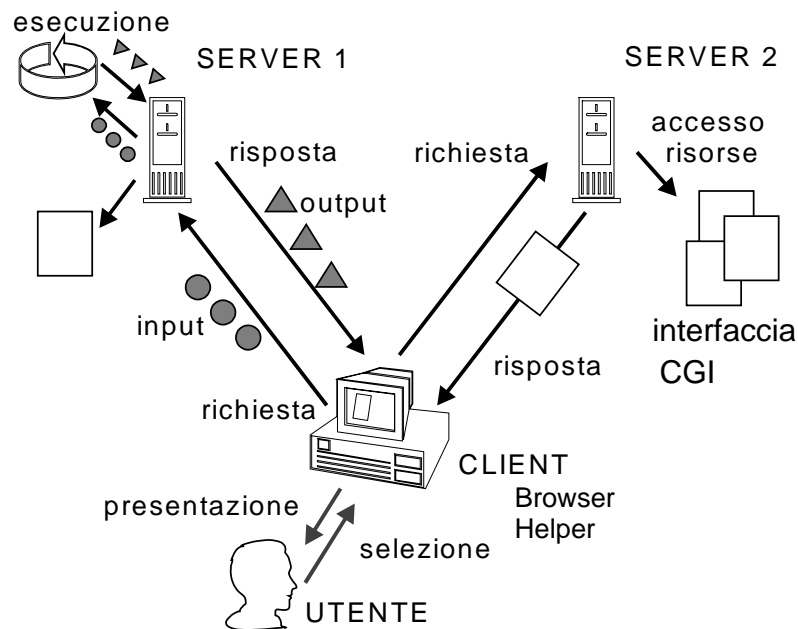 esecuzione
SERVER 1
SERVER 2
risposta
richiesta
accesso
risorse
output
input
interfaccia
CGI
risposta
richiesta
CLIENT
Browser
Helper
presentazione
selezione
UTENTE